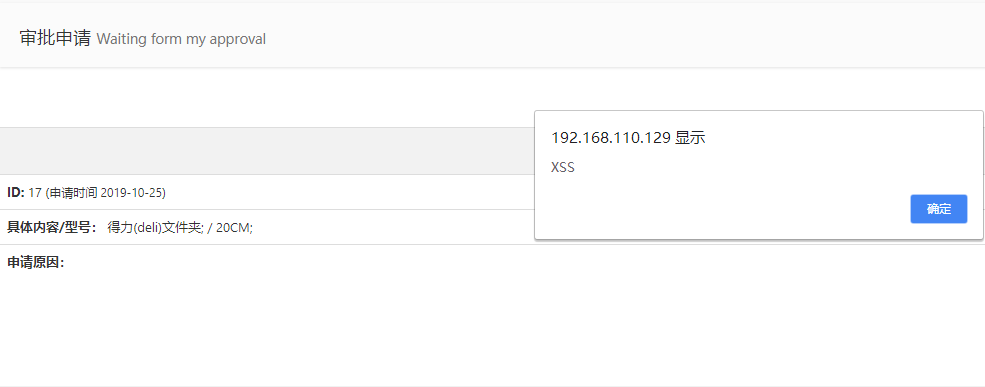 审批申请 Waiting form my approval
192.168.110.129 显示
XSS
确定
ID: 17 (申请时间 2019-10-25)
具体内容/型号： 得力(deli)文件夹; / 20CM;
申请原因：